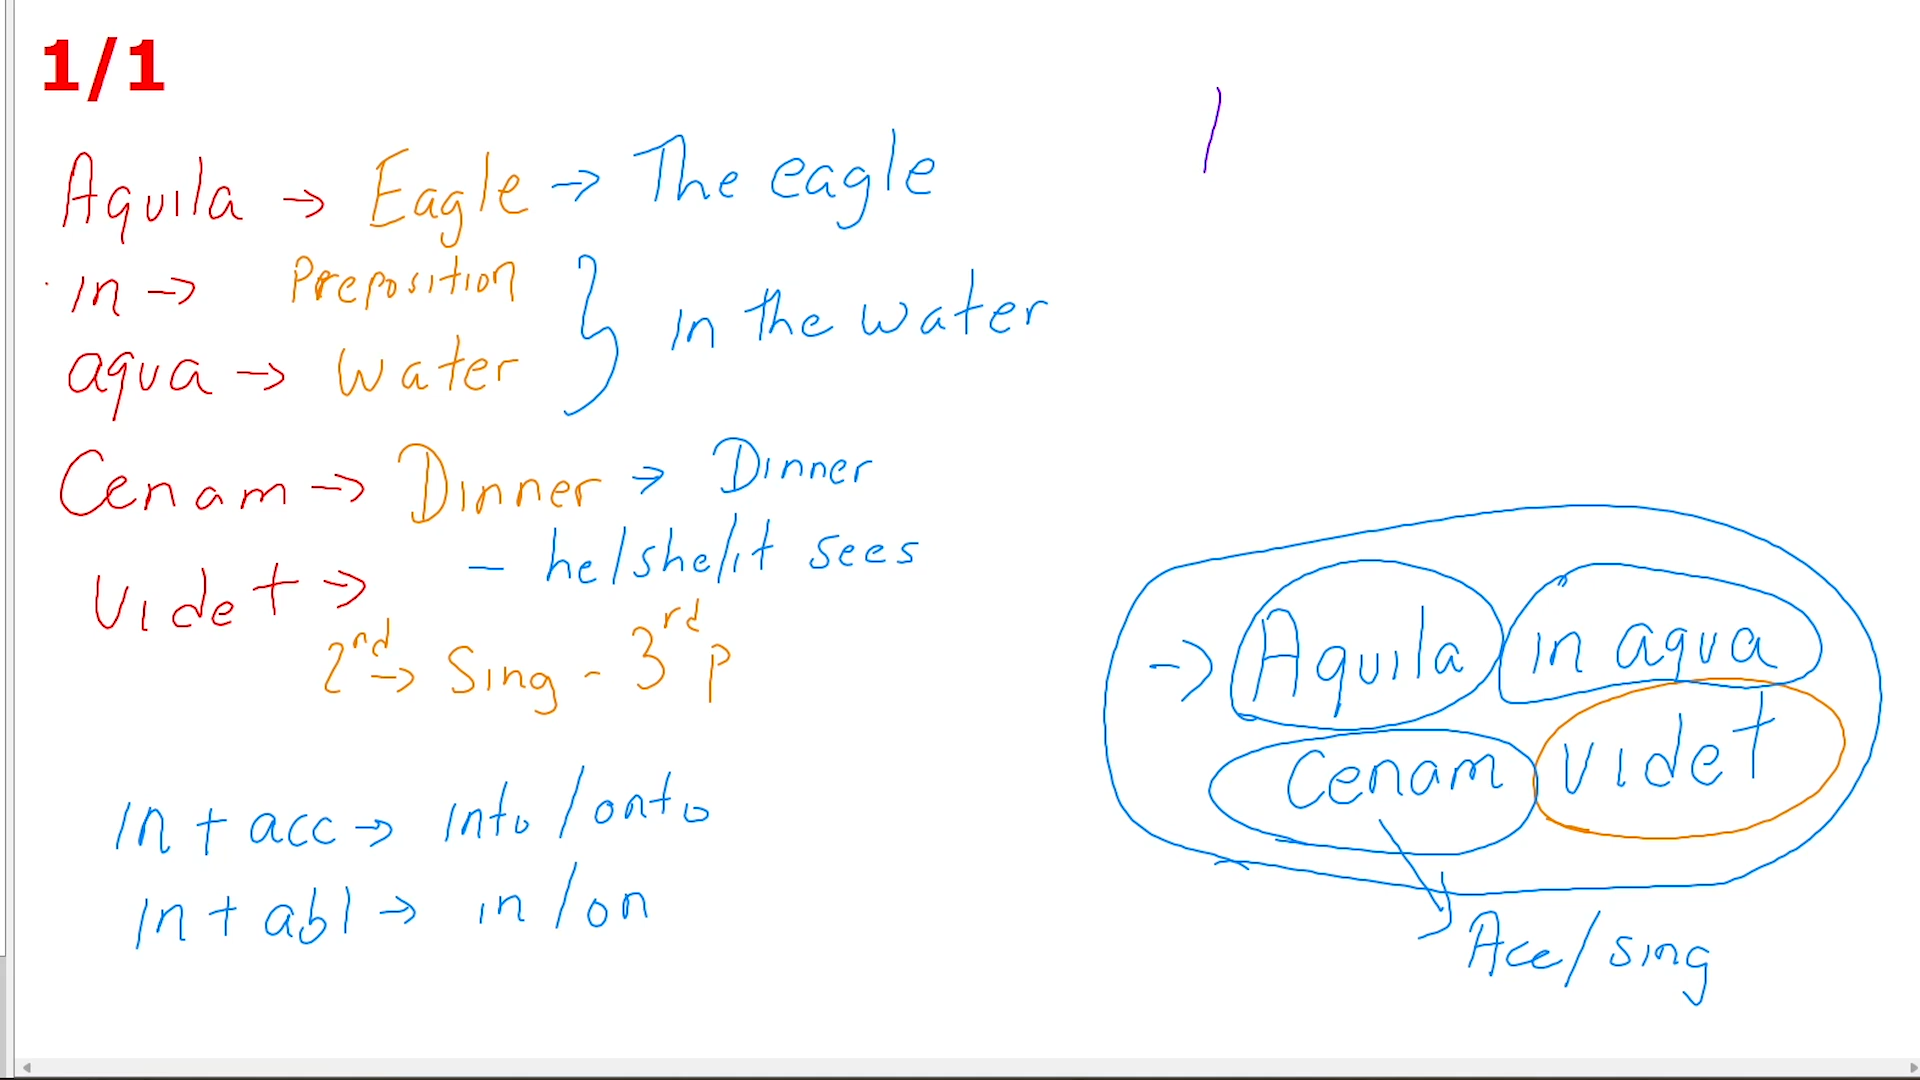 1/1
Aquila → Eagle → The eagle
in → Preposition
aqua → water } in the water
Cenam → Dinner → Dinner
Videt → - he/she/it sees
2nd → Sing - 3rd P
in + acc → into/onto
in + abl → in/on
→ Aquila in aqua
Cenam videt
Acc/sing